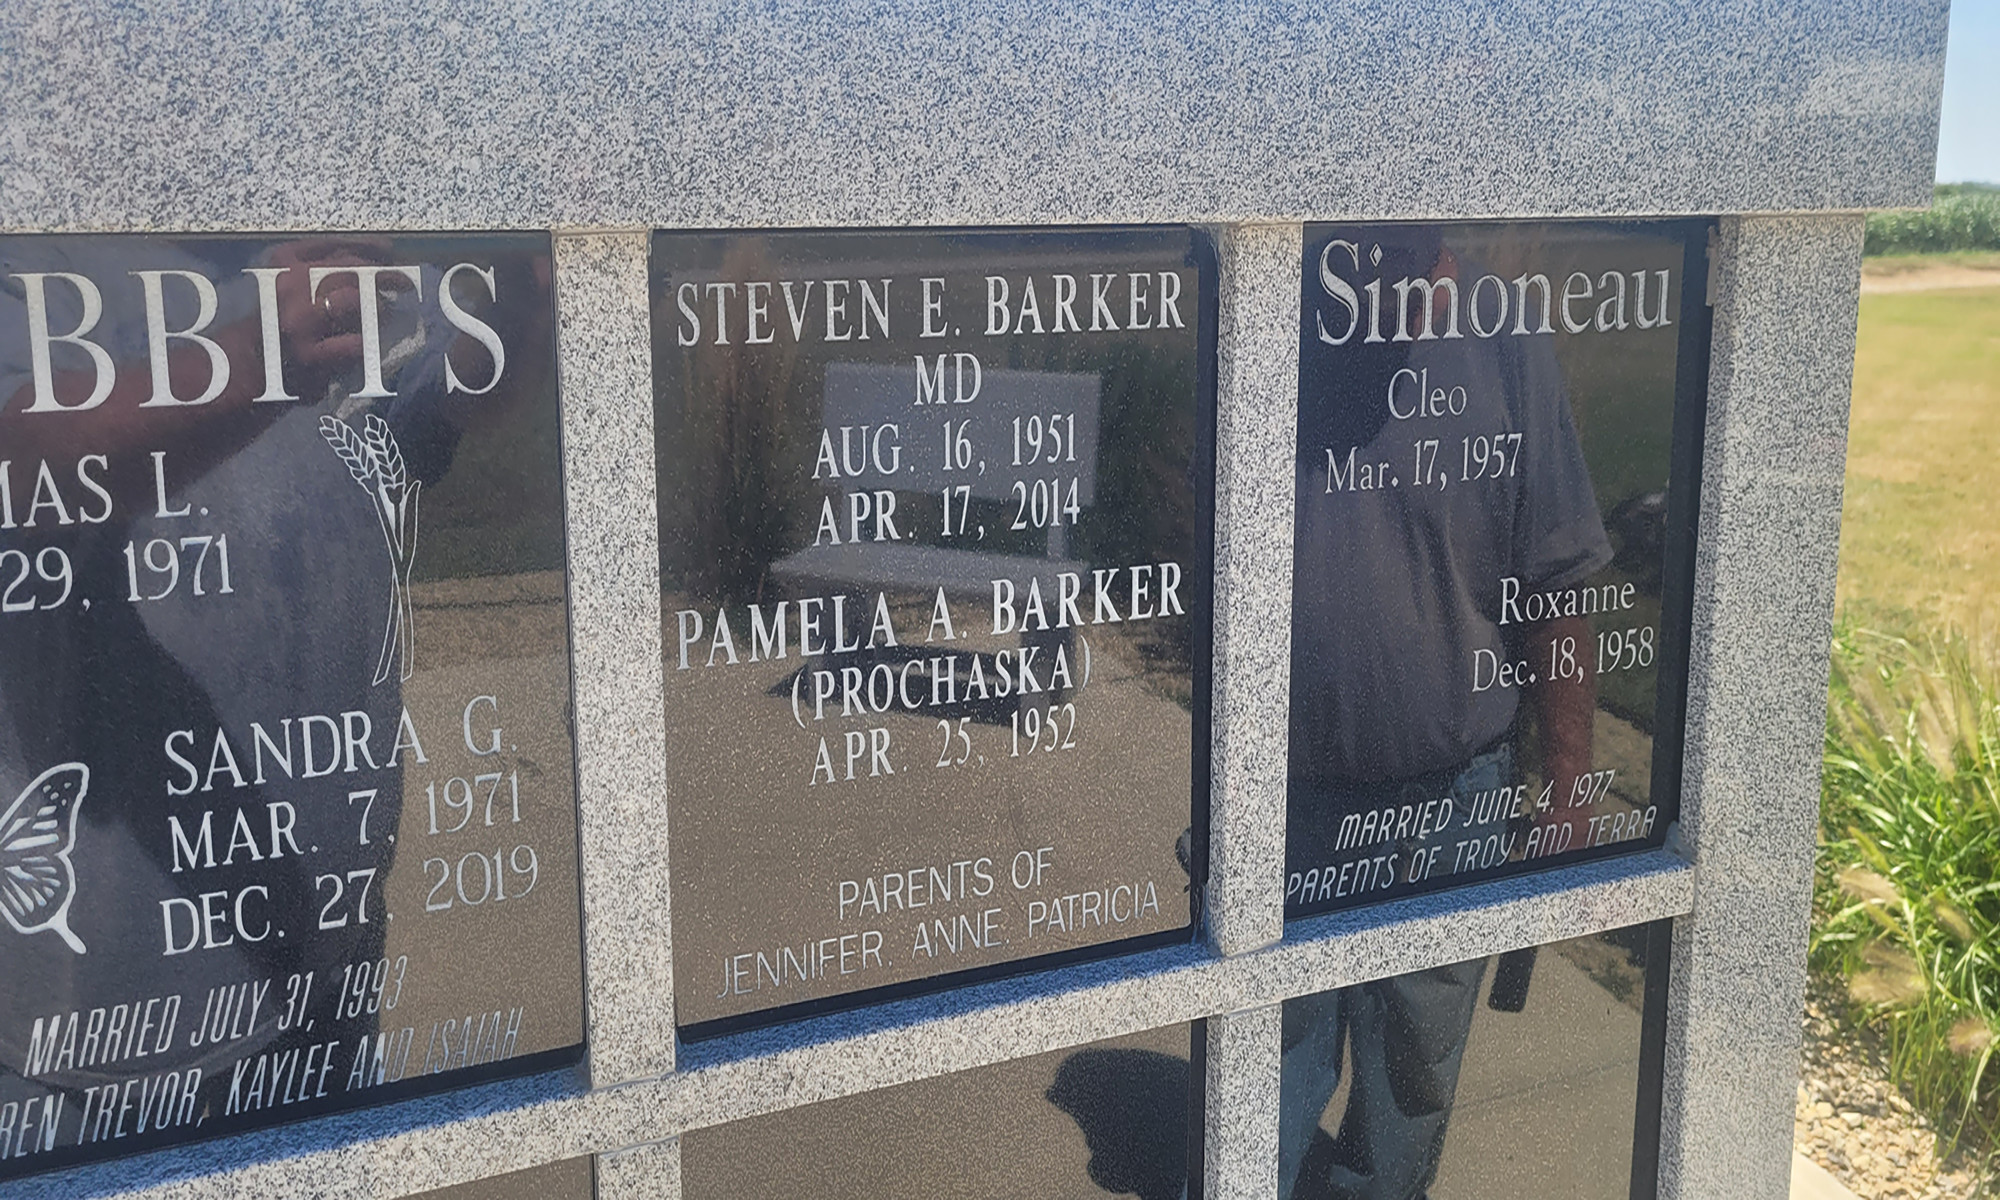 BBITS
L.
29, 1971
SANDRA G.
MAR. 7, 1971
DEC. 27, 2019
MARRIED JULY 31, 1993
TREVOR, KAYLEE AND ISAIAH
STEVEN E. BARKER
MD
AUG. 16, 1951
APR. 17, 2014
PAMELA A. BARKER
(PROCHASKA)
APR. 25, 1952
PARENTS OF
JENNIFER, ANNE, PATRICIA
Simoneau
Cleo
Mar. 17, 1957
Roxanne
Dec. 18, 1958
MARRIED JUNE 4, 1977
PARENTS OF TROY AND TERRA